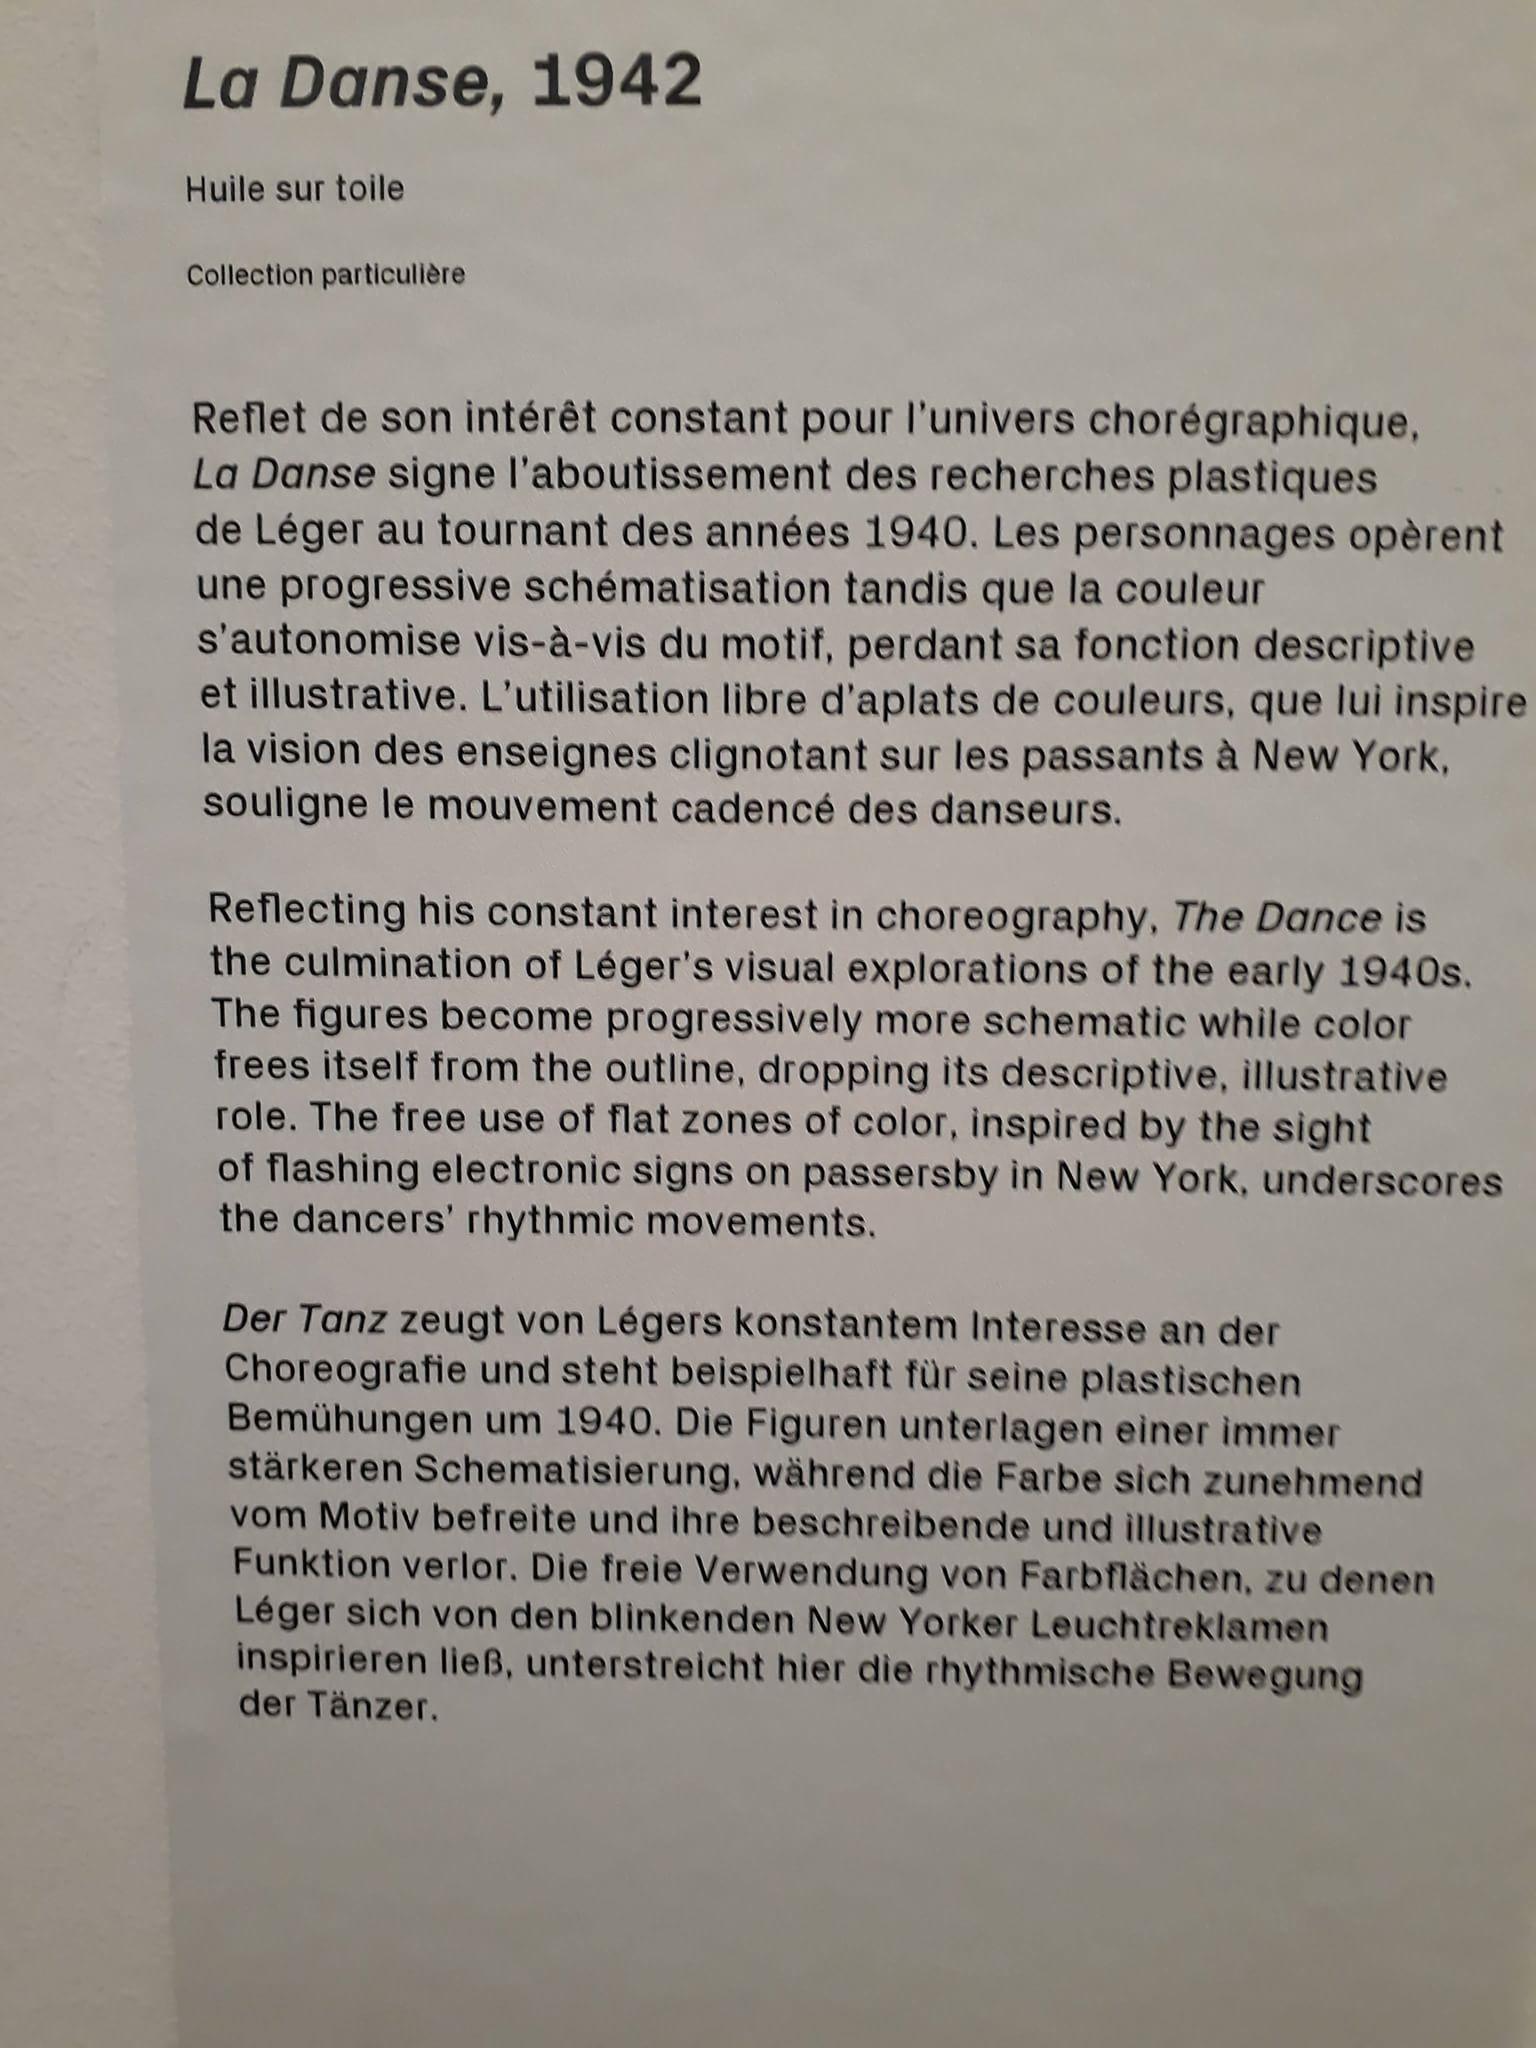 La Danse, 1942
Huile sur toile
Collection particulière
Reflet de son intérêt constant pour l'univers chorégraphique,
La Danse signe l'aboutissement des recherches plastiques
de Léger au tournant des années 1940. Les personnages opèrent
une progressive schématisation tandis que la couleur
s'autonomise vis-à-vis du motif, perdant sa fonction descriptive
et illustrative. L'utilisation libre d'aplats de couleurs, que lui inspire
la vision des enseignes clignotant sur les passants à New York,
souligne le mouvement cadencé des danseurs.
Reflecting his constant interest in choreography, The Dance is
the culmination of Léger's visual explorations of the early 1940s.
The figures become progressively more schematic while color
frees itself from the outline, dropping its descriptive, illustrative
role. The free use of flat zones of color, inspired by the sight
of flashing electronic signs on passersby in New York, underscores
the dancers' rhythmic movements.
Der Tanz zeugt von Légers konstantem Interesse an der
Choreografie und steht beispielhaft für seine plastischen
Bemühungen um 1940. Die Figuren unterlagen einer immer
stärkeren Schematisierung, während die Farbe sich zunehmend
vom Motiv befreite und ihre beschreibende und illustrative
Funktion verlor. Die freie Verwendung von Farbflächen, zu denen
Léger sich von den blinkenden New Yorker Leuchtreklamen
inspirieren ließ, unterstreicht hier die rhythmische Bewegung
der Tänzer.